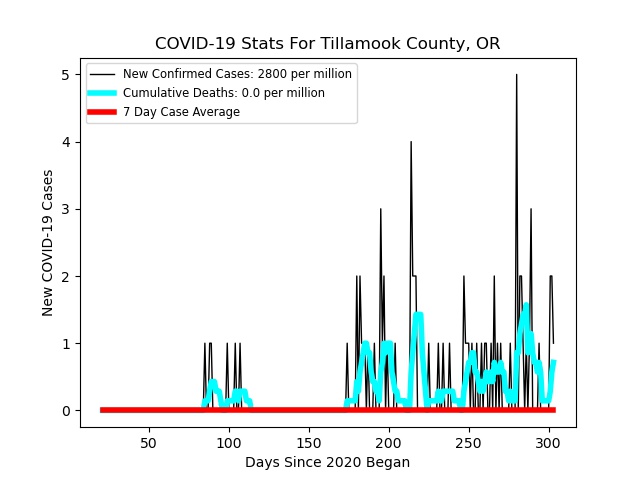 COVID-19 Stats For Tillamook County, OR
New Confirmed Cases: 2800 per million
Cumulative Deaths: 0.0 per million
7 Day Case Average
New COVID-19 Cases
5
4
3
2
1
0
50 100 150 200 250 300
Days Since 2020 Began